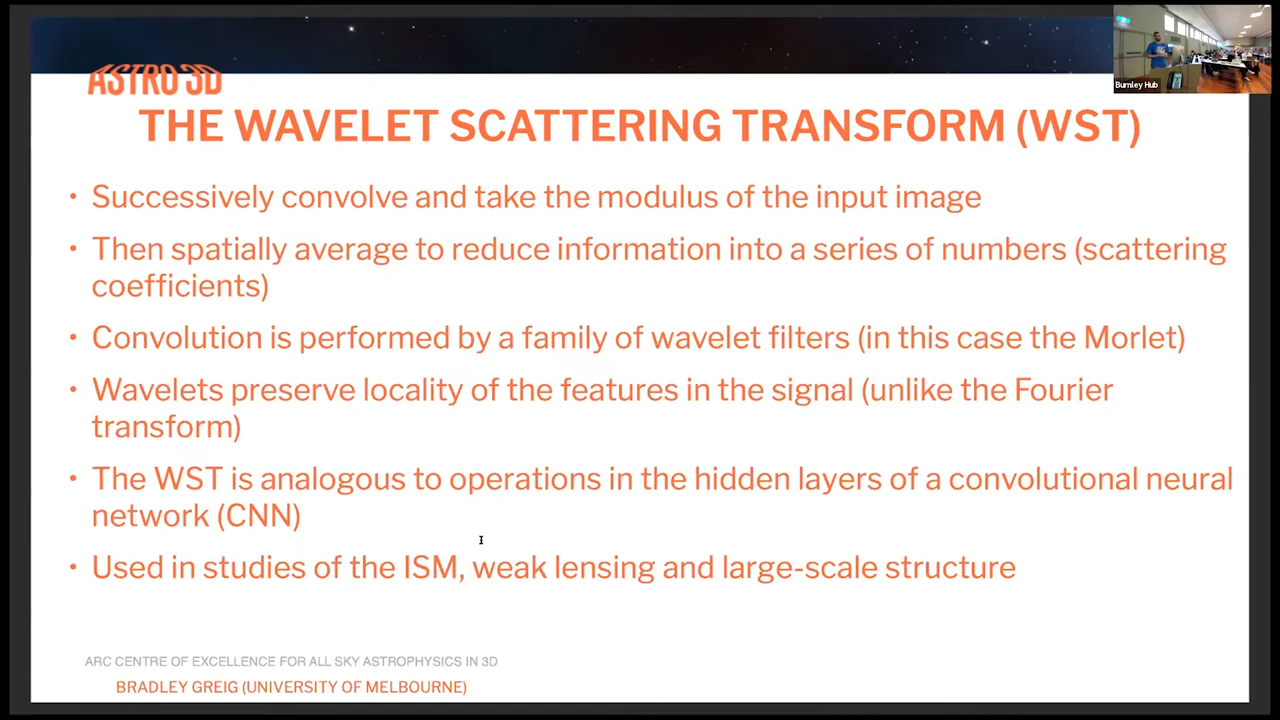 ASTRO 3D
Burnley Hub
THE WAVELET SCATTERING TRANSFORM (WST)
• Successively convolve and take the modulus of the input image
• Then spatially average to reduce information into a series of numbers (scattering
coefficients)
• Convolution is performed by a family of wavelet filters (in this case the Morlet)
• Wavelets preserve locality of the features in the signal (unlike the Fourier
transform)
• The WST is analogous to operations in the hidden layers of a convolutional neural
network (CNN)
• Used in studies of the ISM, weak lensing and large-scale structure
ARC CENTRE OF EXCELLENCE FOR ALL SKY ASTROPHYSICS IN 3D
BRADLEY GREIG (UNIVERSITY OF MELBOURNE)